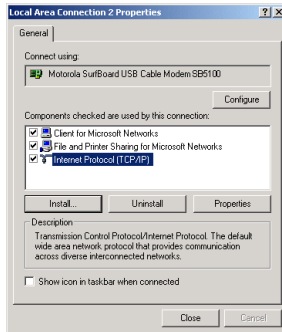 Local Area Connection 2 Properties
General
Connect using:
Motorola SurfBoard USB Cable Modem SB5100
Configure
Components checked are used by this connection:
Client for Microsoft Networks
File and Printer Sharing for Microsoft Networks
Internet Protocol (TCP/IP)
Install... Uninstall Properties
Description
Transmission Control Protocol/Internet Protocol. The default
wide area network protocol that provides communication
across diverse interconnected networks.
Show icon in taskbar when connected
Close Cancel